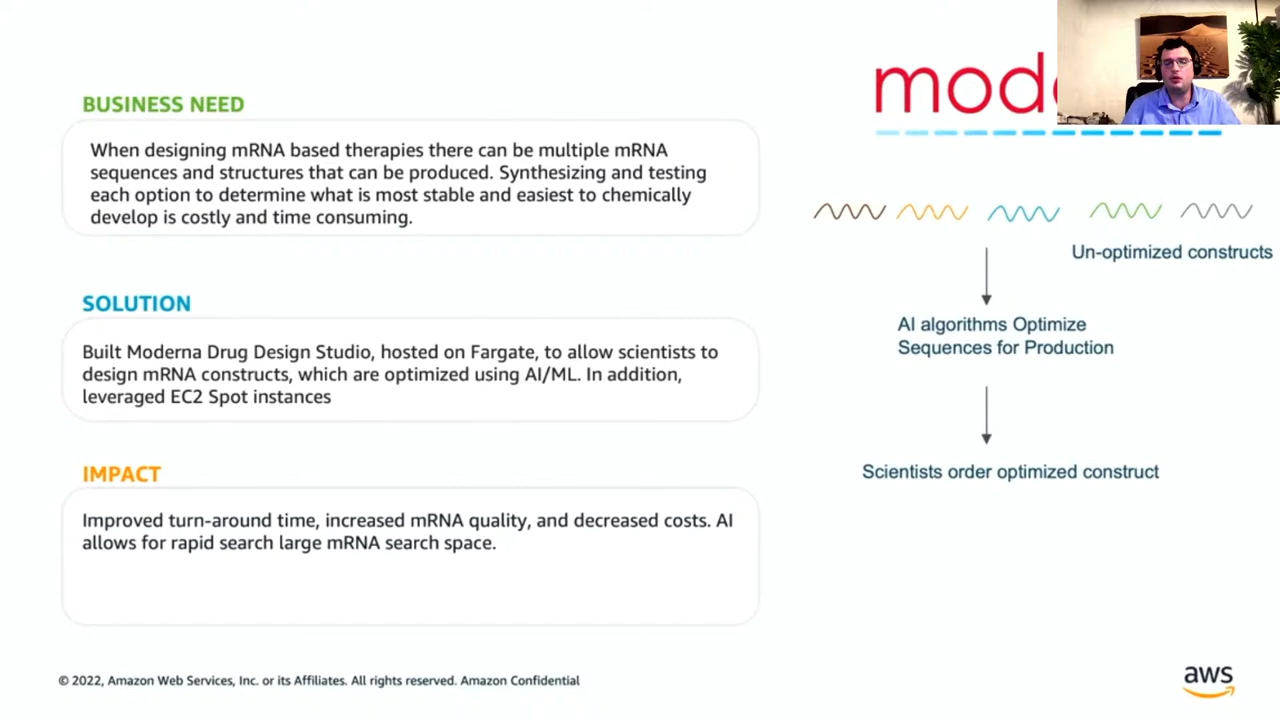 BUSINESS NEED
When designing mRNA based therapies there can be multiple mRNA
sequences and structures that can be produced. Synthesizing and testing
each option to determine what is most stable and easiest to chemically
develop is costly and time consuming.
SOLUTION
Built Moderna Drug Design Studio, hosted on Fargate, to allow scientists to
design mRNA constructs, which are optimized using AI/ML. In addition,
leveraged EC2 Spot instances
IMPACT
Improved turn-around time, increased mRNA quality, and decreased costs. AI
allows for rapid search large mRNA search space.
mod
Un-optimized constructs
AI algorithms Optimize
Sequences for Production
Scientists order optimized construct
© 2022, Amazon Web Services, Inc. or its Affiliates. All rights reserved. Amazon Confidential
aws